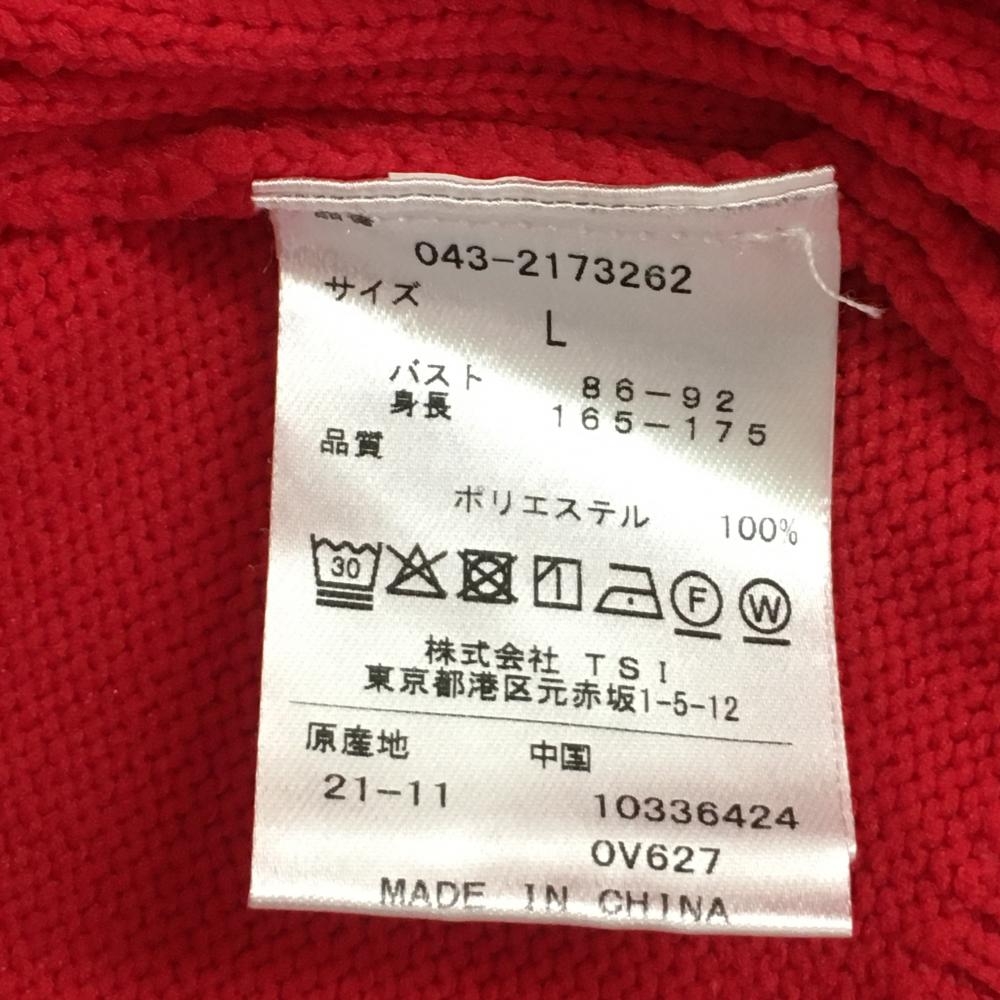 043-2173262
サイズ
L
バスト 86-92
身長 165-175
品質
ポリエステル 100%
30 F W
株式会社 TSI
東京都港区元赤坂1-5-12
原産地 中国
21-11 10336424
0V627
MADE IN CHINA